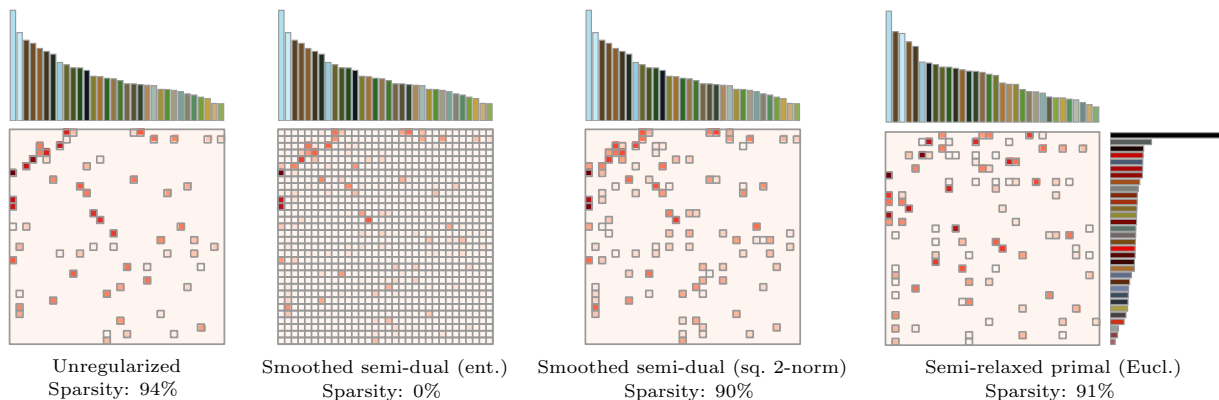 Unregularized
Sparsity: 94%
Smoothed semi-dual (ent.)
Sparsity: 0%
Smoothed semi-dual (sq. 2-norm)
Sparsity: 90%
Semi-relaxed primal (Eucl.)
Sparsity: 91%